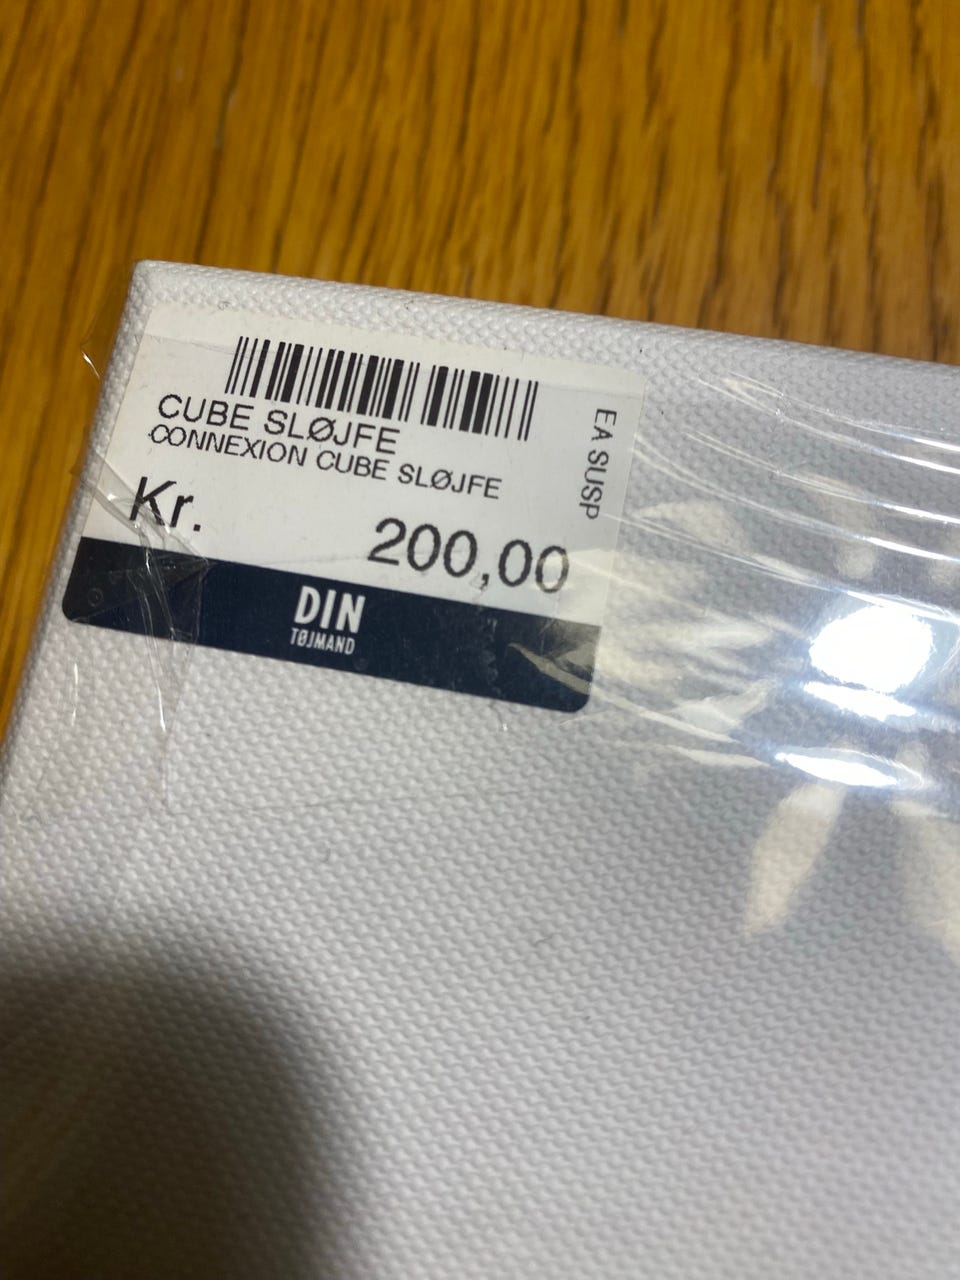 CUBE SLØJFE
CONNEXION CUBE SLØJFE
EA SUSP
Kr. 200,00
DIN
TØJMAND